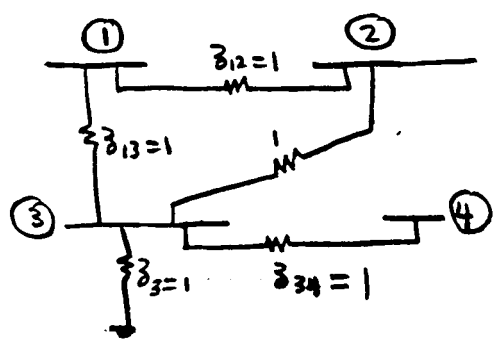 ① ②
z₁₂=1
z₁₃=1
1
③ ④
z₃=1
z₃₄=1